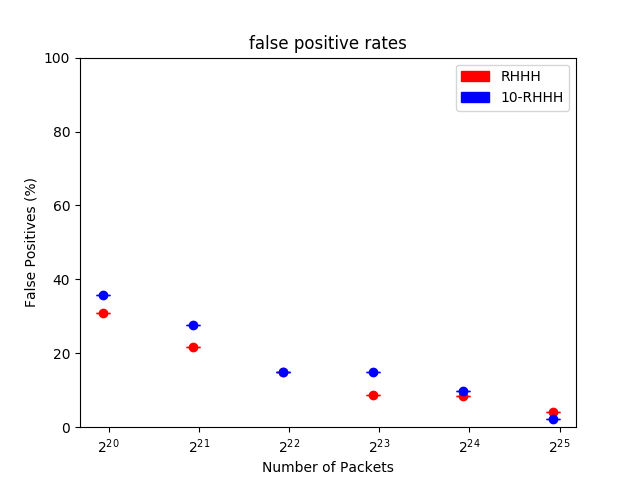 false positive rates
RHHH
10-RHHH
100
80
60
40
20
0
False Positives (%)
2^20 2^21 2^22 2^23 2^24 2^25
Number of Packets